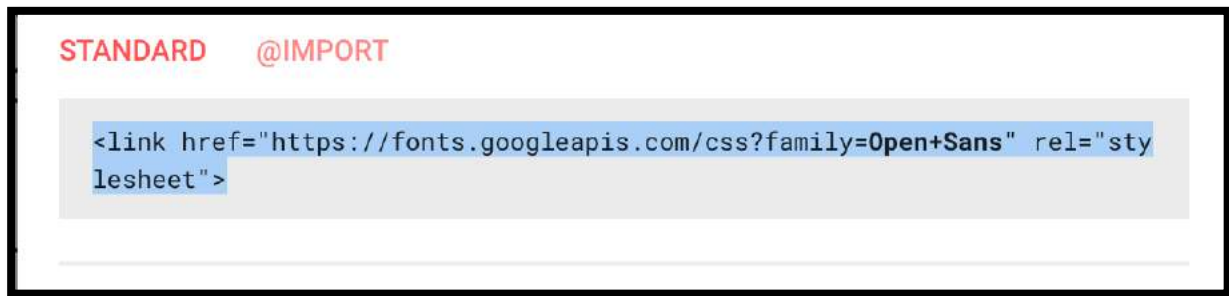 STANDARD @IMPORT
<link href="https://fonts.googleapis.com/css?family=Open+Sans" rel="sty
lesheet">